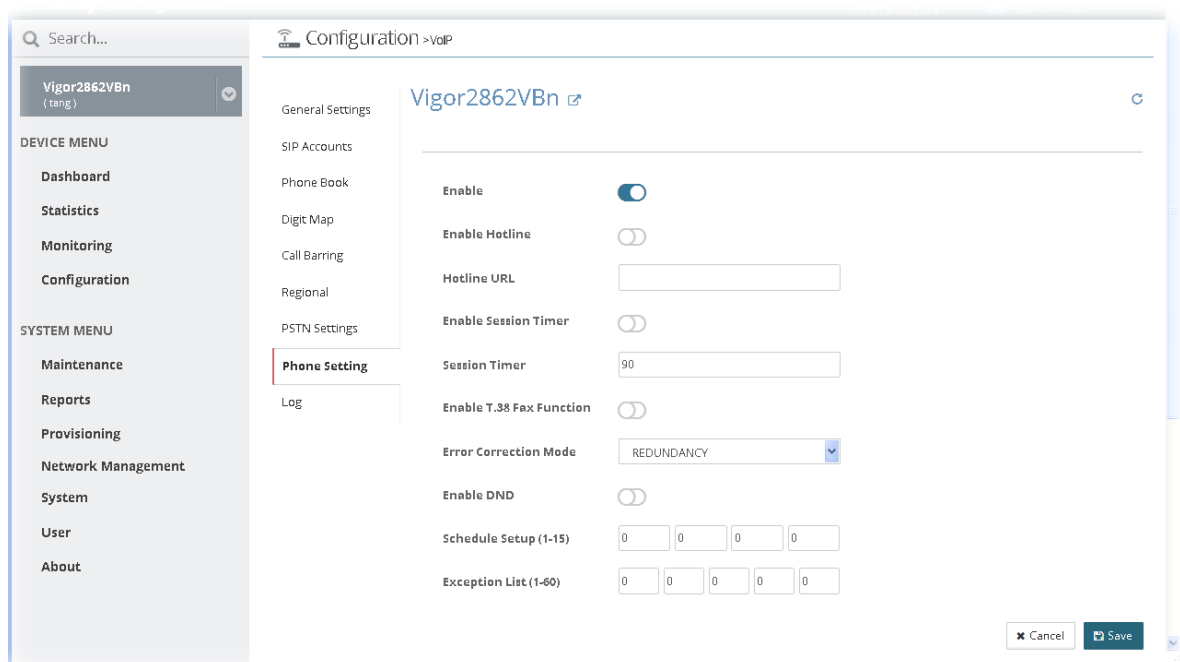 Search...
Configuration >VoIP
Vigor2862VBn
( tang )
DEVICE MENU
Dashboard
Statistics
Monitoring
Configuration
SYSTEM MENU
Maintenance
Reports
Provisioning
Network Management
System
User
About
General Settings
SIP Accounts
Phone Book
Digit Map
Call Barring
Regional
PSTN Settings
Phone Setting
Log
Vigor2862VBn
Enable
Enable Hotline
Hotline URL
Enable Session Timer
Session Timer 90
Enable T.38 Fax Function
Error Correction Mode REDUNDANCY
Enable DND
Schedule Setup (1-15) 0 0 0 0
Exception List (1-60) 0 0 0 0 0
Cancel Save